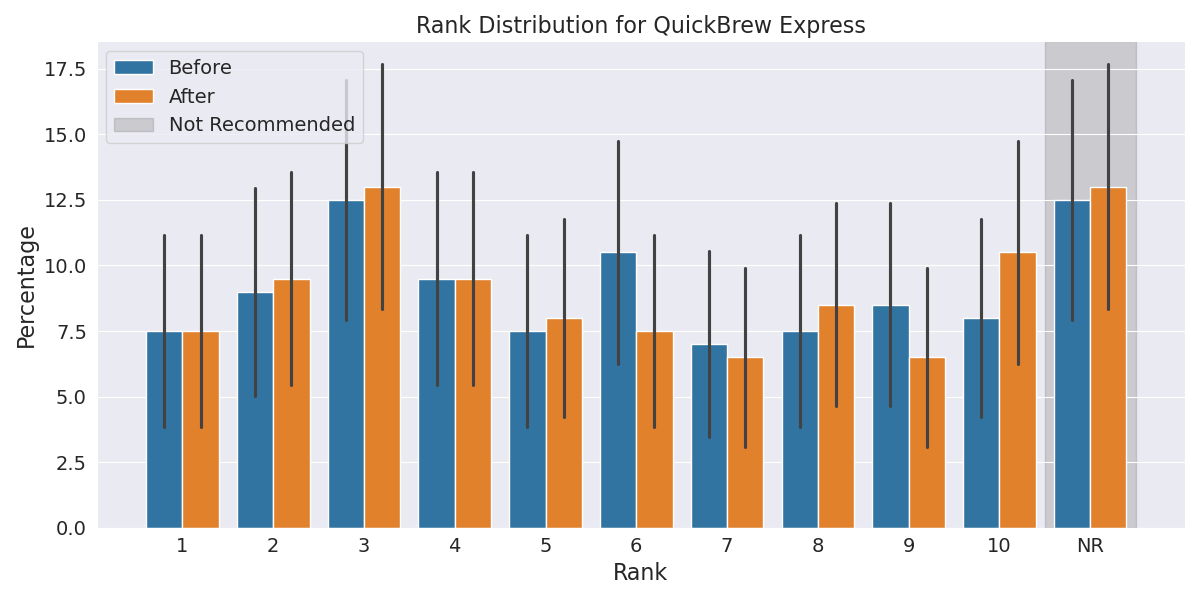 Rank Distribution for QuickBrew Express
Before
After
Not Recommended
Percentage
17.5
15.0
12.5
10.0
7.5
5.0
2.5
0.0
1 2 3 4 5 6 7 8 9 10 NR
Rank